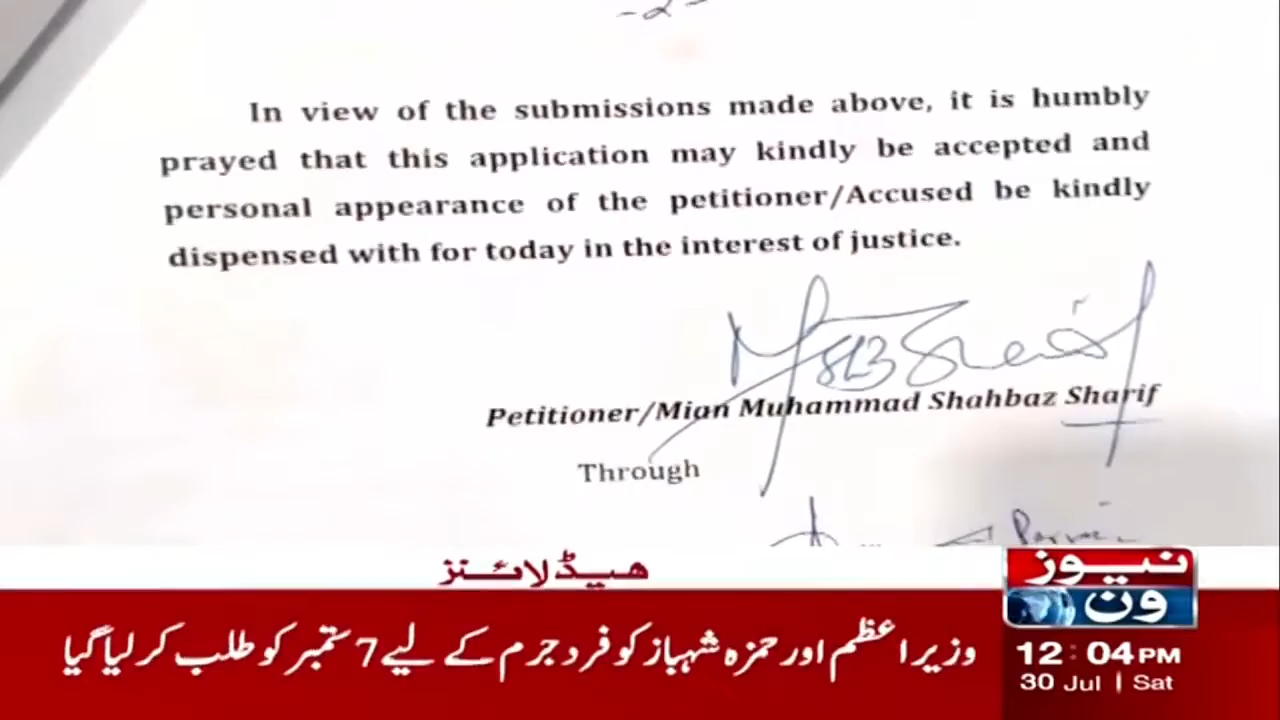 -2-
In view of the submissions made above, it is humbly
prayed that this application may kindly be accepted and
personal appearance of the petitioner/Accused be kindly
dispensed with for today in the interest of justice.
Petitioner/Mian Muhammad Shahbaz Sharif
Through
ہیڈلائنز
نیوز
ون
وزیراعظم اور حمزہ شہباز کو فرد جرم کے لیے 7 ستمبر کو طلب کر لیا گیا
12:04PM
30 Jul | Sat